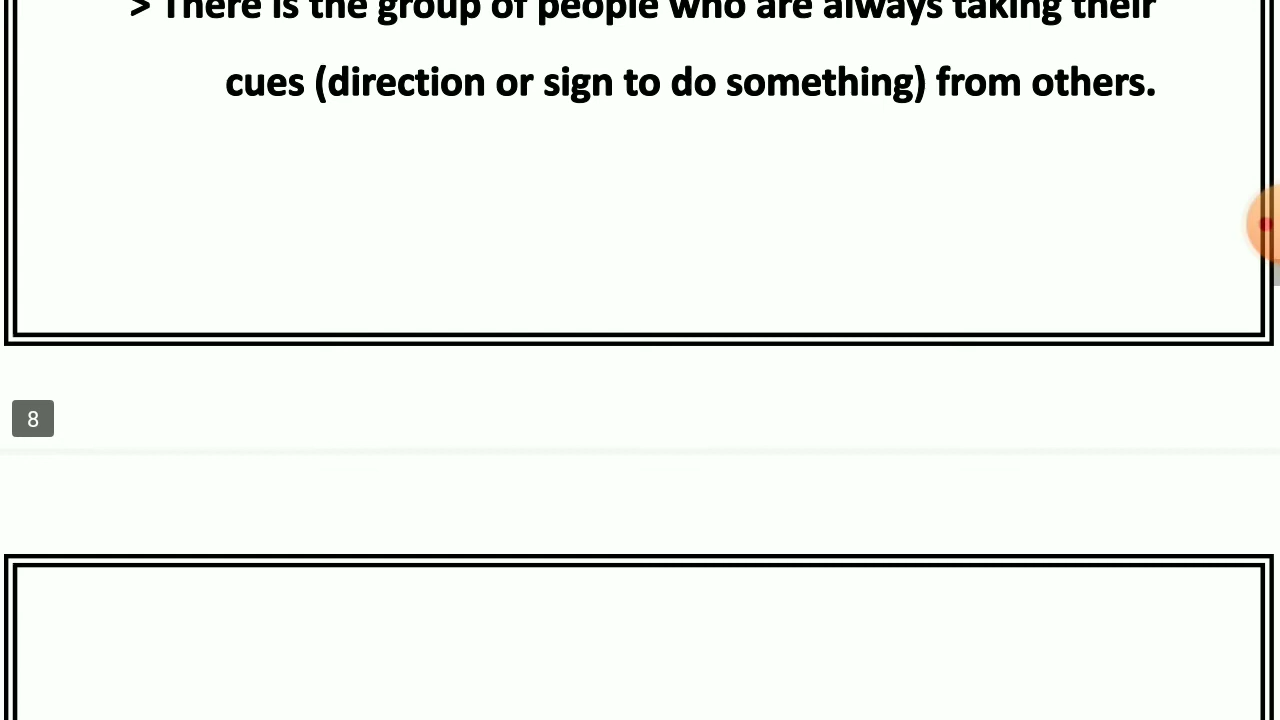 > There is the group of people who are always taking their
cues (direction or sign to do something) from others.
8